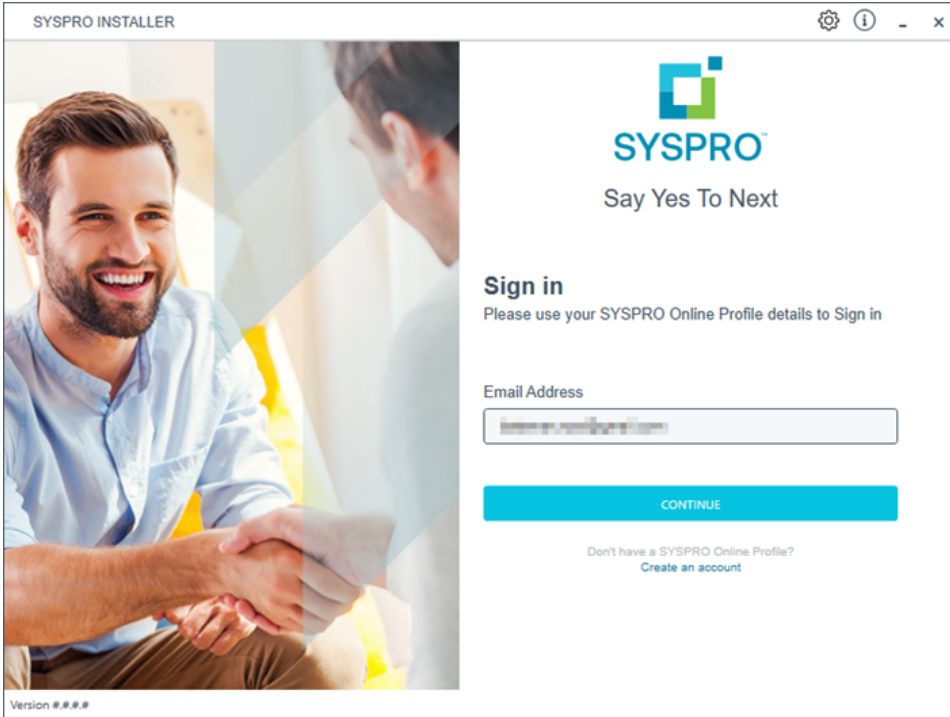 SYSPRO INSTALLER
SYSPRO™
Say Yes To Next
Sign in
Please use your SYSPRO Online Profile details to Sign in
Email Address
CONTINUE
Don't have a SYSPRO Online Profile?
Create an account
Version #.#.#.#